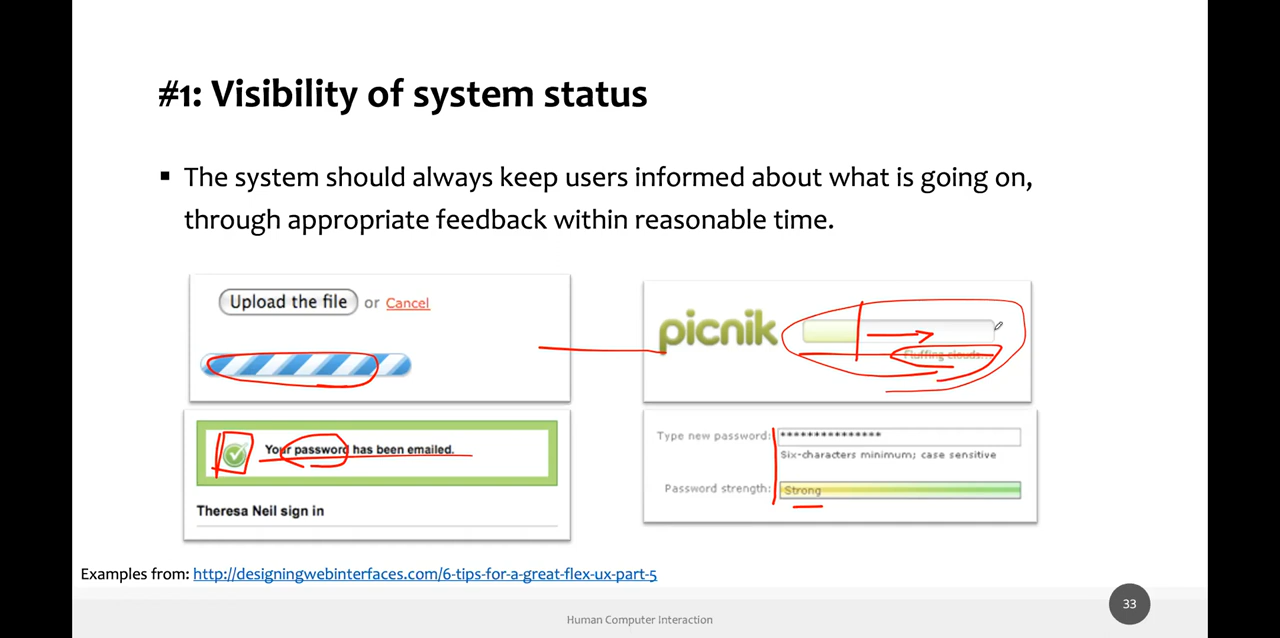 #1: Visibility of system status
▪ The system should always keep users informed about what is going on,
through appropriate feedback within reasonable time.
Upload the file or Cancel
picnik
Fluffing clouds...
Your password has been emailed.
Theresa Neil sign in
Type new password: ***************
Six-characters minimum; case sensitive
Password strength: Strong
Examples from: http://designingwebinterfaces.com/6-tips-for-a-great-flex-ux-part-5
33
Human Computer Interaction